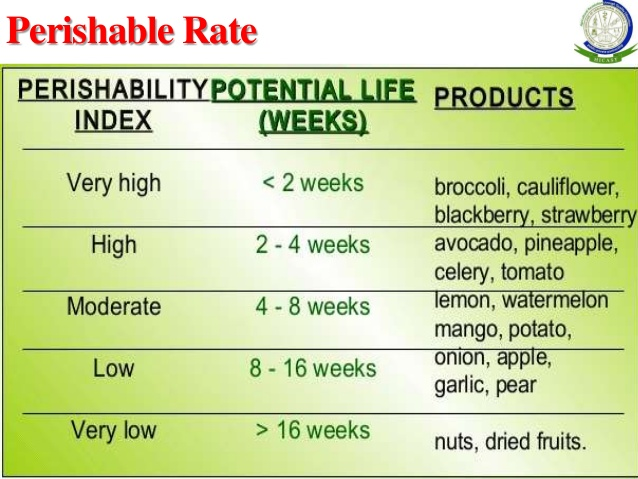 Perishable Rate
PERISHABILITY INDEX
POTENTIAL LIFE (WEEKS)
PRODUCTS
Very high
< 2 weeks
broccoli, cauliflower,
blackberry, strawberry
High
2 - 4 weeks
avocado, pineapple,
celery, tomato
Moderate
4 - 8 weeks
lemon, watermelon
mango, potato,
Low
8 - 16 weeks
onion, apple,
garlic, pear
Very low
> 16 weeks
nuts, dried fruits.